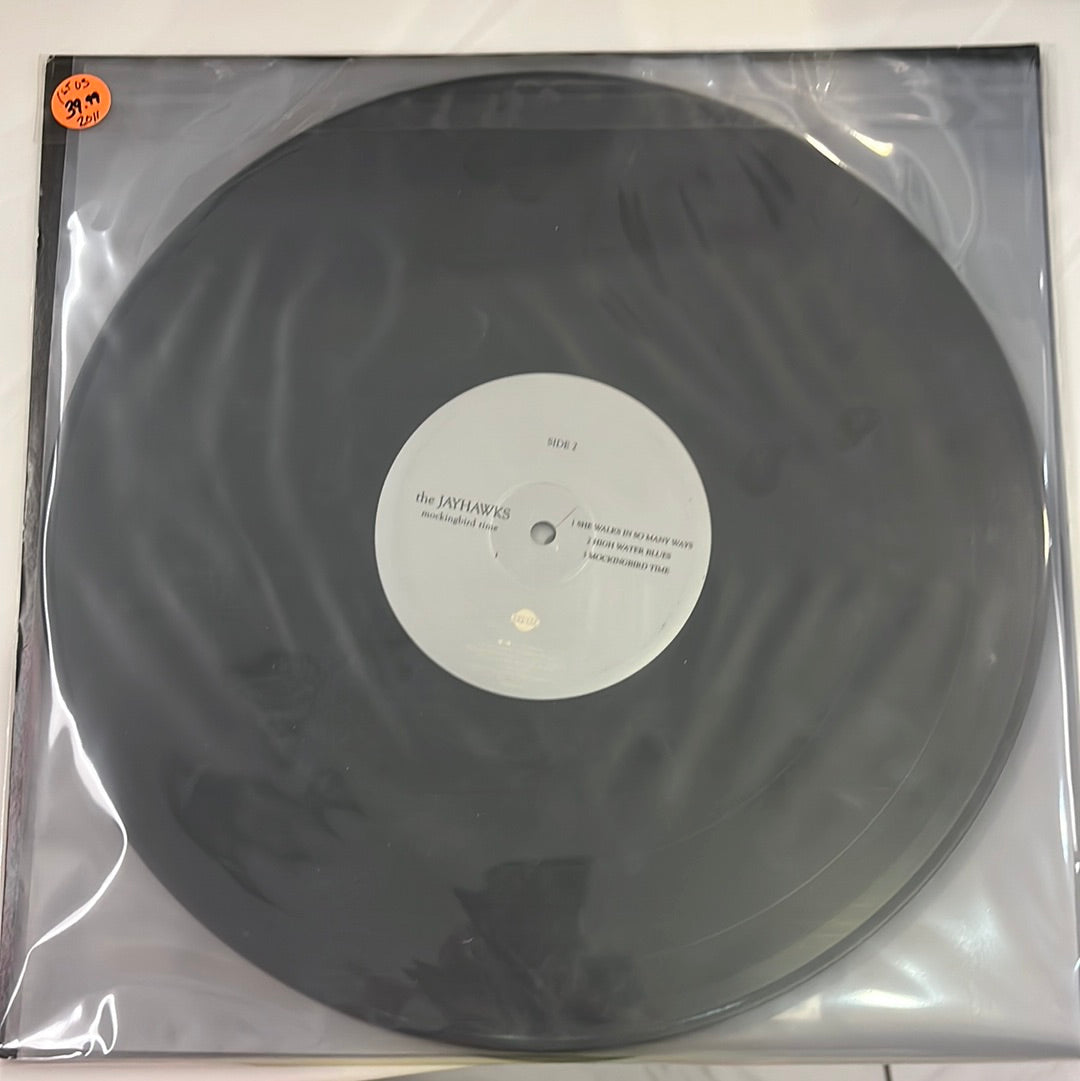 1st US
39.99
2011
SIDE 2
the JAYHAWKS
mockingbird time
1 SHE WALKS IN SO MANY WAYS
2 HIGH WATER BLUES
3 MOCKINGBIRD TIME